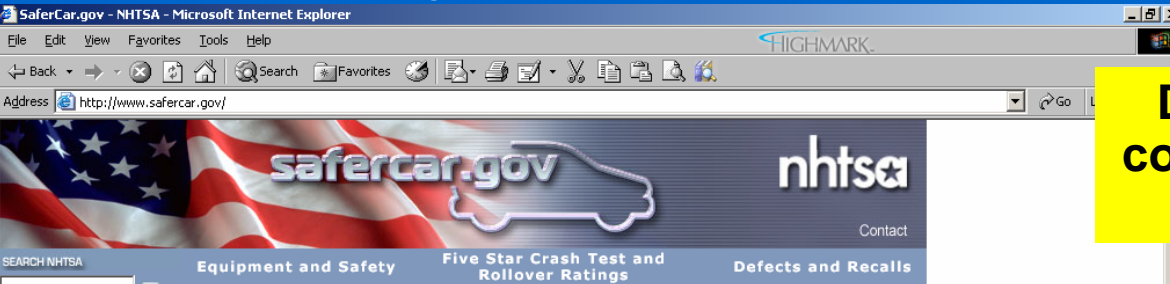 SaferCar.gov - NHTSA - Microsoft Internet Explorer
File Edit View Favorites Tools Help
HIGHMARK.
Back Search Favorites
Address http://www.safercar.gov/ Go
safercar.gov
nhtsa
Contact
SEARCH NHTSA
Equipment and Safety
Five Star Crash Test and
Rollover Ratings
Defects and Recalls